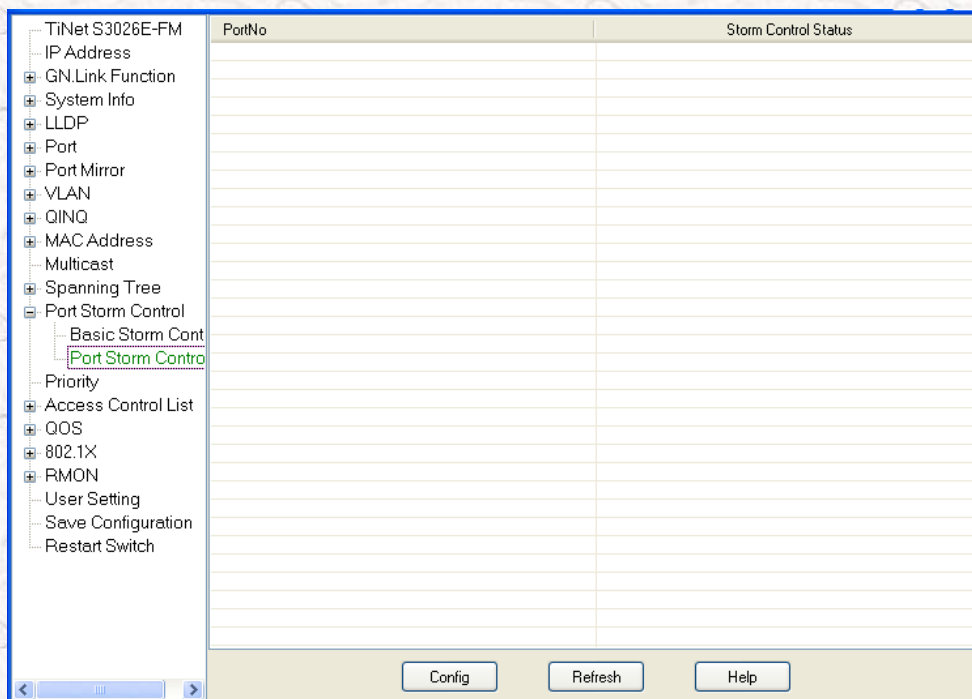 TiNet S3026E-FM
IP Address
GN.Link Function
System Info
LLDP
Port
Port Mirror
VLAN
QINQ
MAC Address
Multicast
Spanning Tree
Port Storm Control
Basic Storm Cont
Port Storm Contro
Priority
Access Control List
QOS
802.1X
RMON
User Setting
Save Configuration
Restart Switch
PortNo Storm Control Status
Config Refresh Help